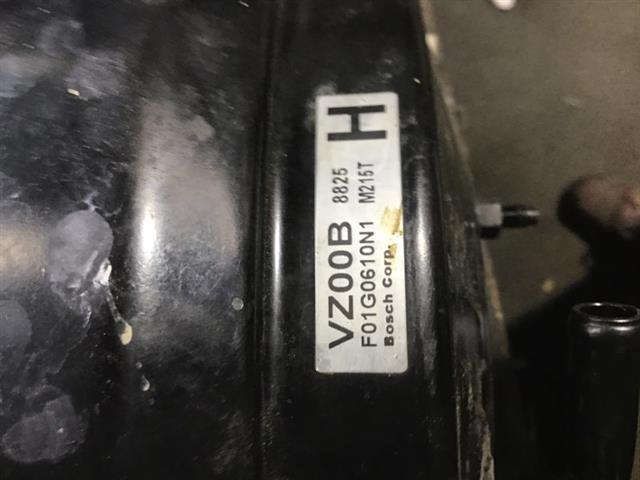 VZ00B 8825 H
F01G0610N1 M215T
Bosch Corp.